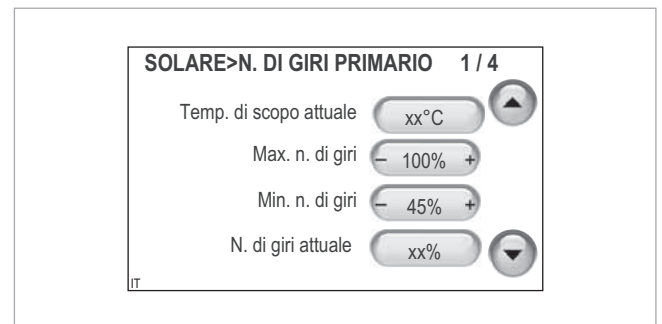 SOLARE>N. DI GIRI PRIMARIO 1 / 4
Temp. di scopo attuale xx°C
Max. n. di giri – 100% +
Min. n. di giri – 45% +
N. di giri attuale xx%
IT